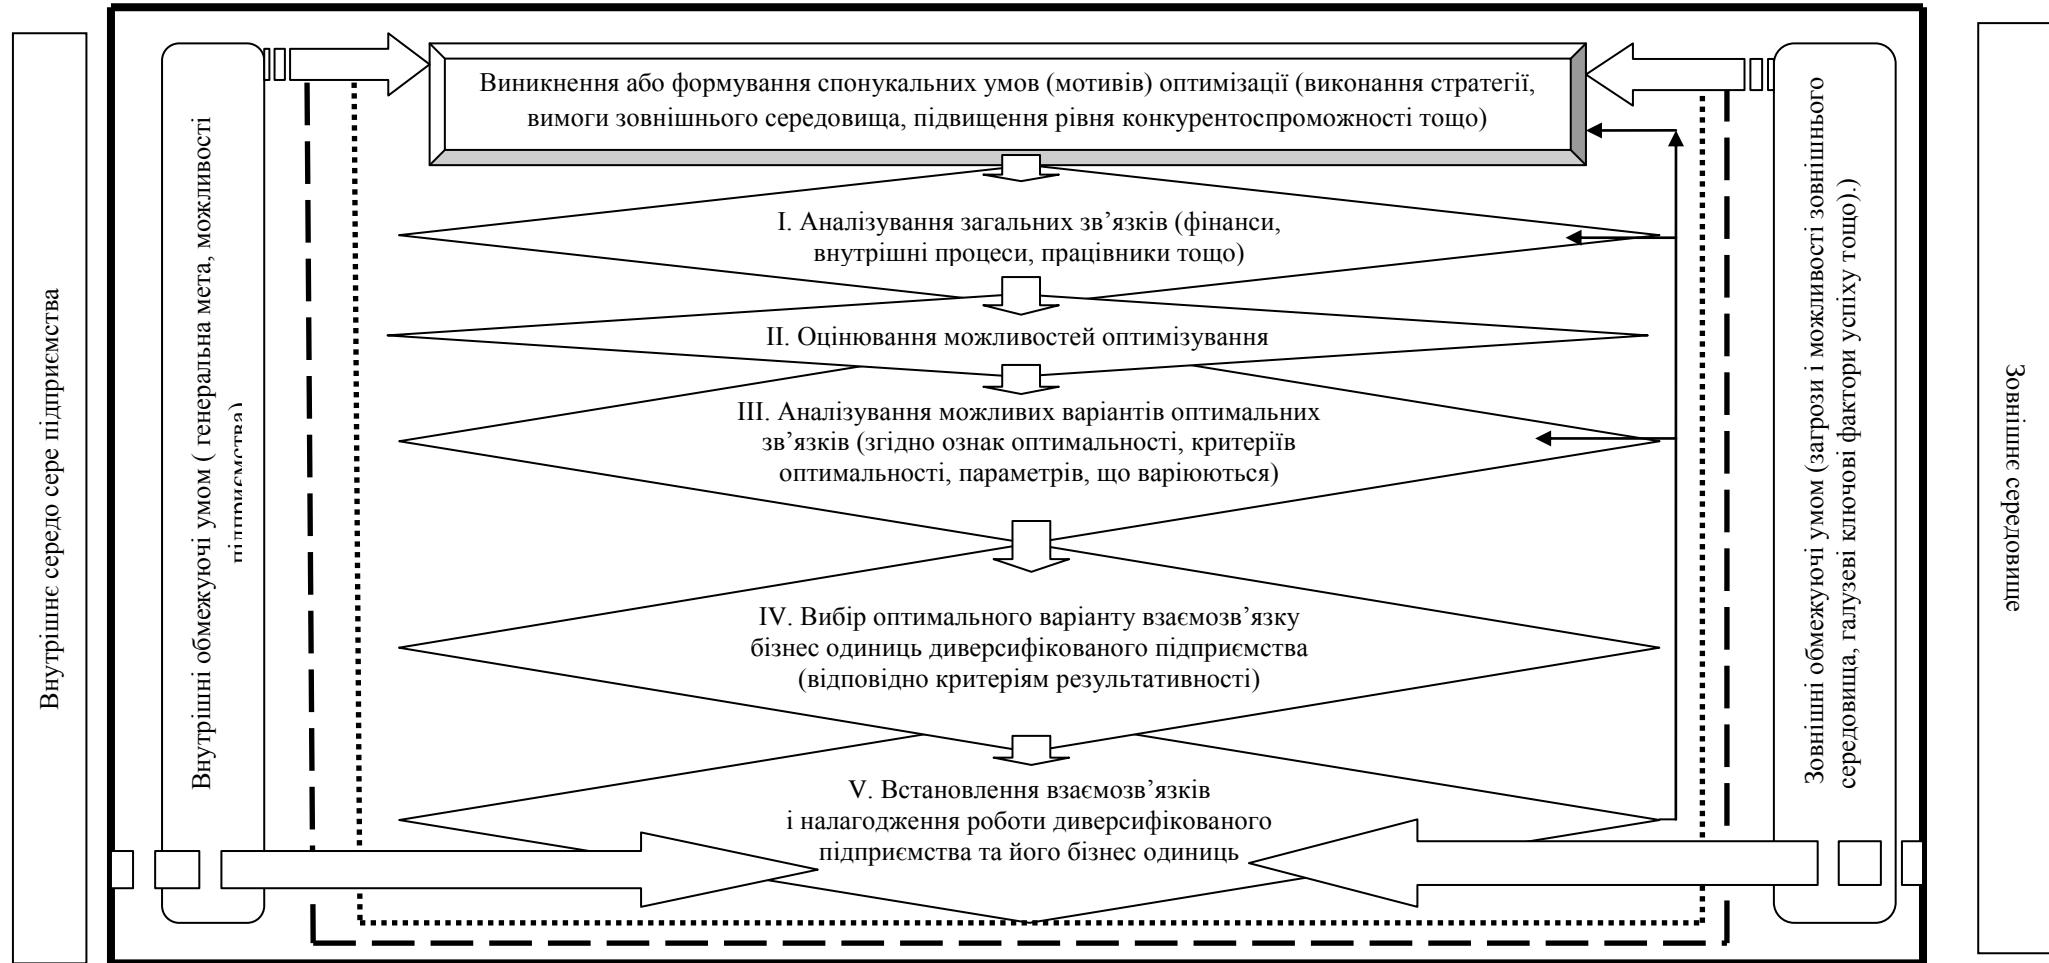 Внутрішнє середо сере підприємства
Внутрішні обмежуючі умом ( генеральна мета, можливості
підприємства)
Виникнення або формування спонукальних умов (мотивів) оптимізації (виконання стратегії,
вимоги зовнішнього середовища, підвищення рівня конкурентоспроможності тощо)
І. Аналізування загальних зв’язків (фінанси,
внутрішні процеси, працівники тощо)
ІІ. Оцінювання можливостей оптимізування
ІІІ. Аналізування можливих варіантів оптимальних
зв’язків (згідно ознак оптимальності, критеріїв
оптимальності, параметрів, що варіюються)
IV. Вибір оптимального варіанту взаємозв’язку
бізнес одиниць диверсифікованого підприємства
(відповідно критеріям результативності)
V. Встановлення взаємозв’язків
і налагодження роботи диверсифікованого
підприємства та його бізнес одиниць
Зовнішні обмежуючі умом (загрози і можливості зовнішнього
середовища, галузеві ключові фактори успіху тощо).)
Зовнішнє середовище